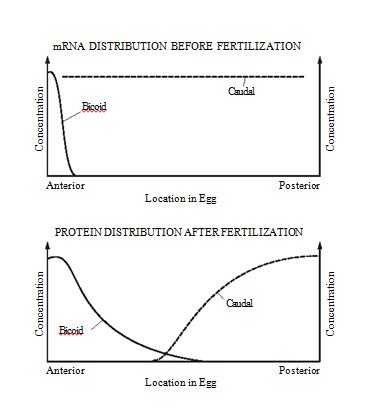 mRNA DISTRIBUTION BEFORE FERTILIZATION
Concentration
Caudal
Bicoid
Concentration
Anterior
Posterior
Location in Egg
PROTEIN DISTRIBUTION AFTER FERTILIZATION
Concentration
Caudal
Bicoid
Concentration
Anterior
Posterior
Location in Egg